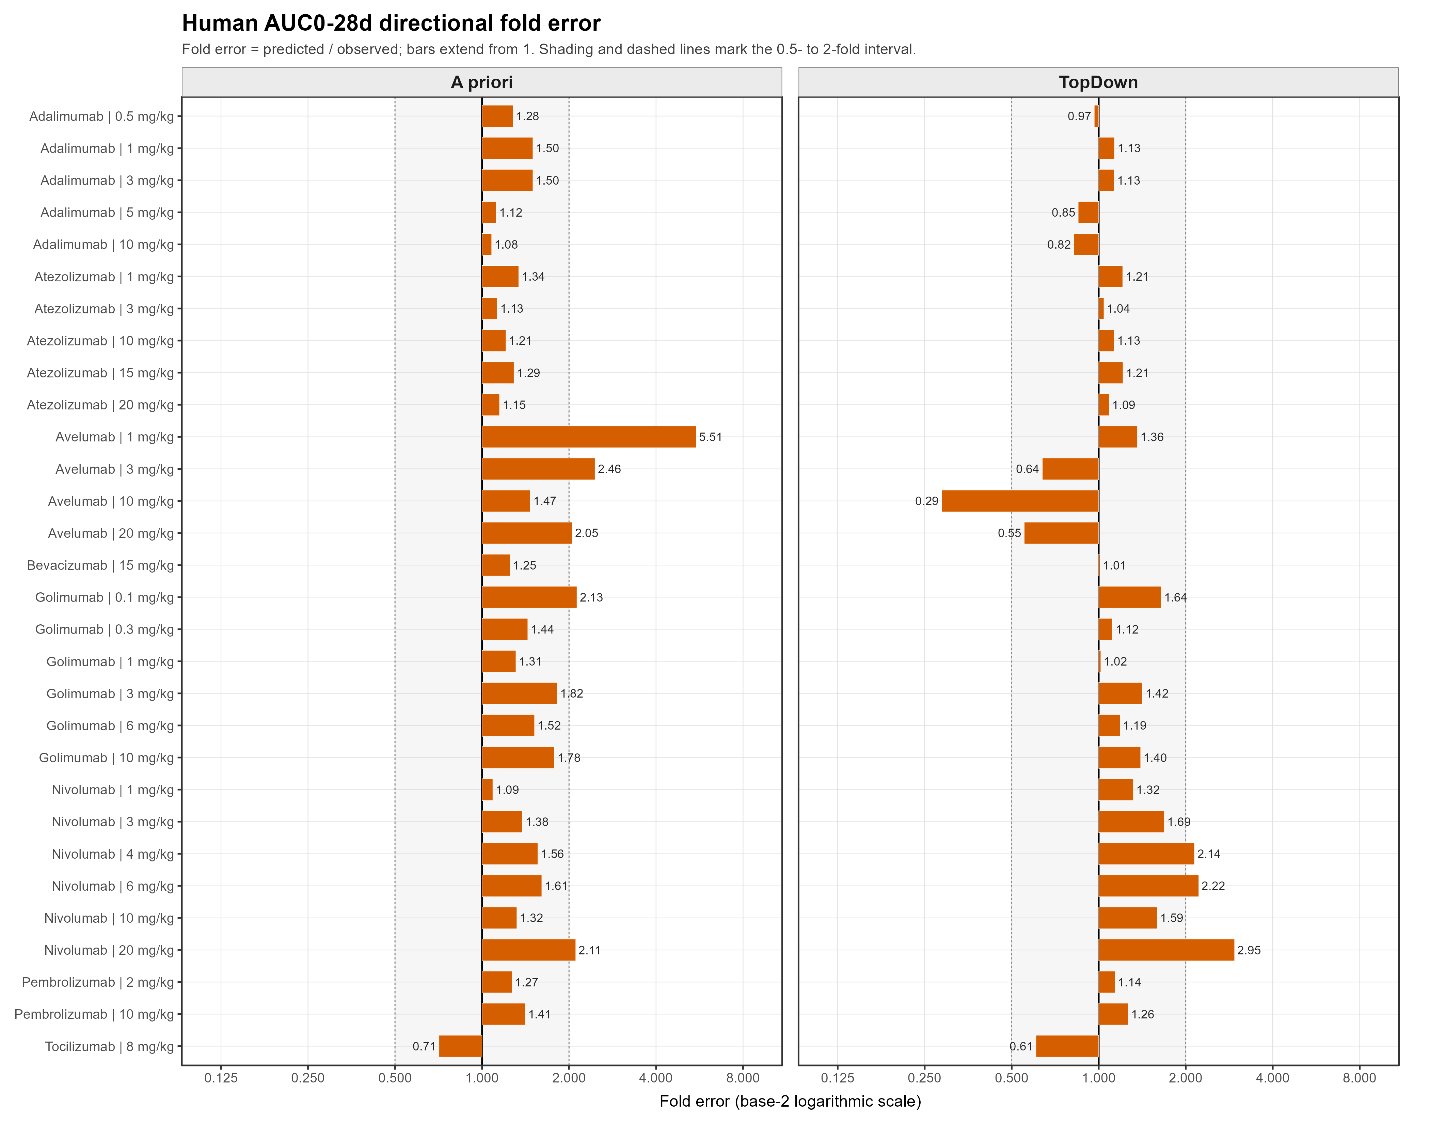 Human AUC0-28d directional fold error
Fold error = predicted / observed; bars extend from 1. Shading and dashed lines mark the 0.5- to 2-fold interval.
A priori TopDown
Adalimumab | 0.5 mg/kg 1.28 0.97
Adalimumab | 1 mg/kg 1.50 1.13
Adalimumab | 3 mg/kg 1.50 1.13
Adalimumab | 5 mg/kg 1.12 0.85
Adalimumab | 10 mg/kg 1.08 0.82
Atezolizumab | 1 mg/kg 1.34 1.21
Atezolizumab | 3 mg/kg 1.13 1.04
Atezolizumab | 10 mg/kg 1.21 1.13
Atezolizumab | 15 mg/kg 1.29 1.21
Atezolizumab | 20 mg/kg 1.15 1.09
Avelumab | 1 mg/kg 5.51 1.36
Avelumab | 3 mg/kg 2.46 0.64
Avelumab | 10 mg/kg 1.47 0.29
Avelumab | 20 mg/kg 2.05 0.55
Bevacizumab | 15 mg/kg 1.25 1.01
Golimumab | 0.1 mg/kg 2.13 1.64
Golimumab | 0.3 mg/kg 1.44 1.12
Golimumab | 1 mg/kg 1.31 1.02
Golimumab | 3 mg/kg 1.82 1.42
Golimumab | 6 mg/kg 1.52 1.19
Golimumab | 10 mg/kg 1.78 1.40
Nivolumab | 1 mg/kg 1.09 1.32
Nivolumab | 3 mg/kg 1.38 1.69
Nivolumab | 4 mg/kg 1.56 2.14
Nivolumab | 6 mg/kg 1.61 2.22
Nivolumab | 10 mg/kg 1.32 1.59
Nivolumab | 20 mg/kg 2.11 2.95
Pembrolizumab | 2 mg/kg 1.27 1.14
Pembrolizumab | 10 mg/kg 1.41 1.26
Tocilizumab | 8 mg/kg 0.71 0.61
0.125 0.250 0.500 1.000 2.000 4.000 8.000 0.125 0.250 0.500 1.000 2.000 4.000 8.000
Fold error (base-2 logarithmic scale)